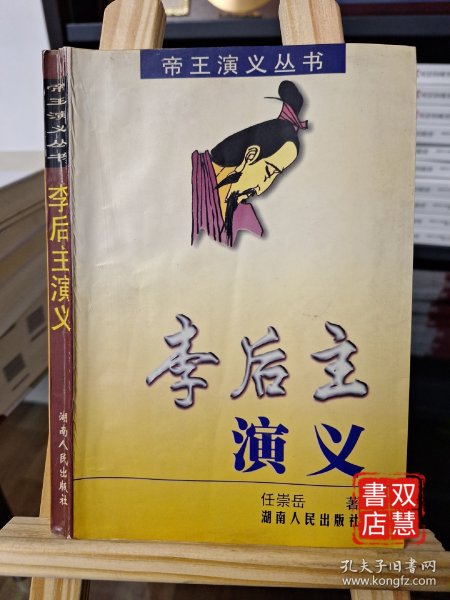 帝王演义丛书
李后主
演义
任崇岳 著
湖南人民出版社
帝王演义丛书
李后主演义
湖南人民出版社
双慧
書店
孔夫子旧书网
www.kongfz.com